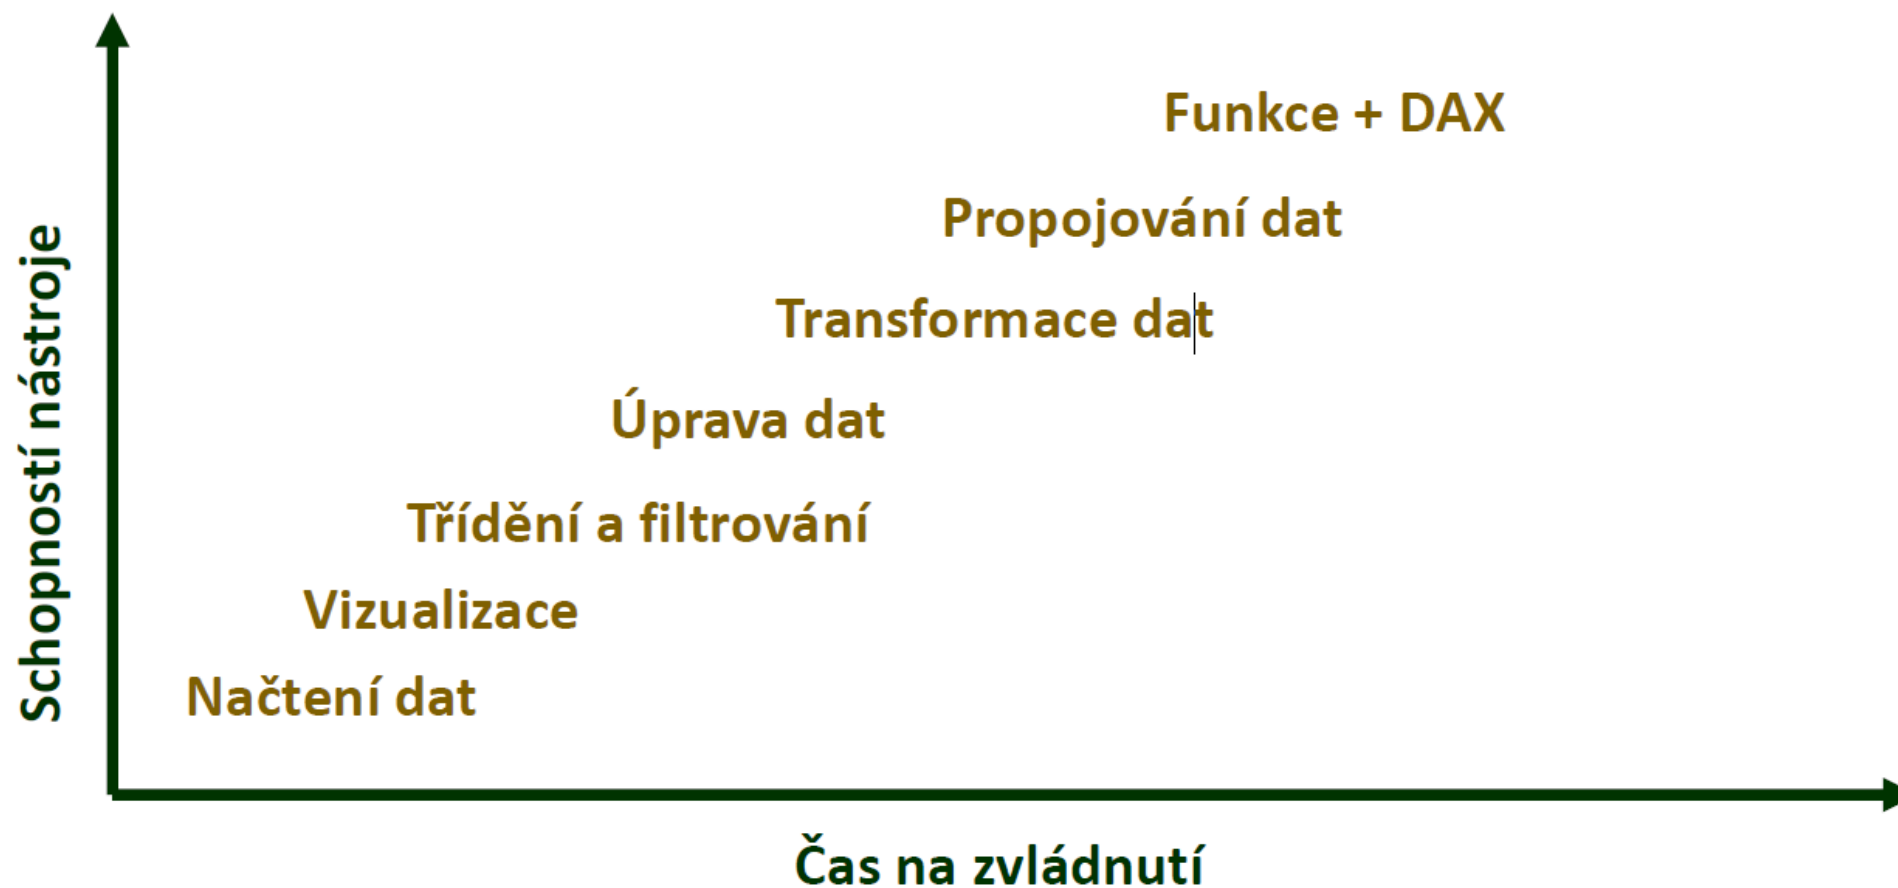 Funkce + DAX
Propojování dat
Transformace dat
Úprava dat
Třídění a filtrování
Vizualizace
Načtení dat
Schopností nástroje
Čas na zvládnutí